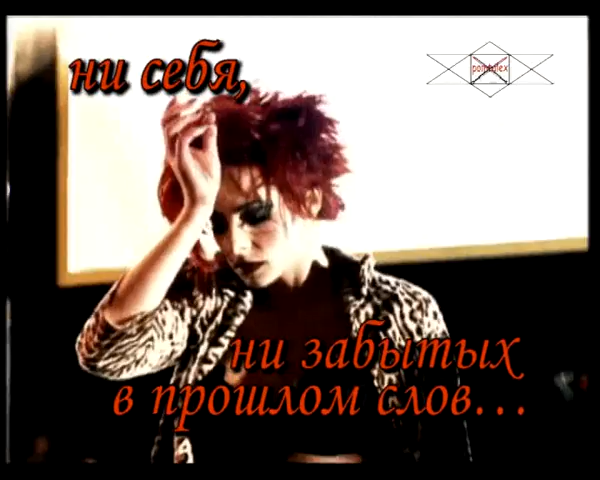 ни себя,
ни забытых
в прошлом слов...